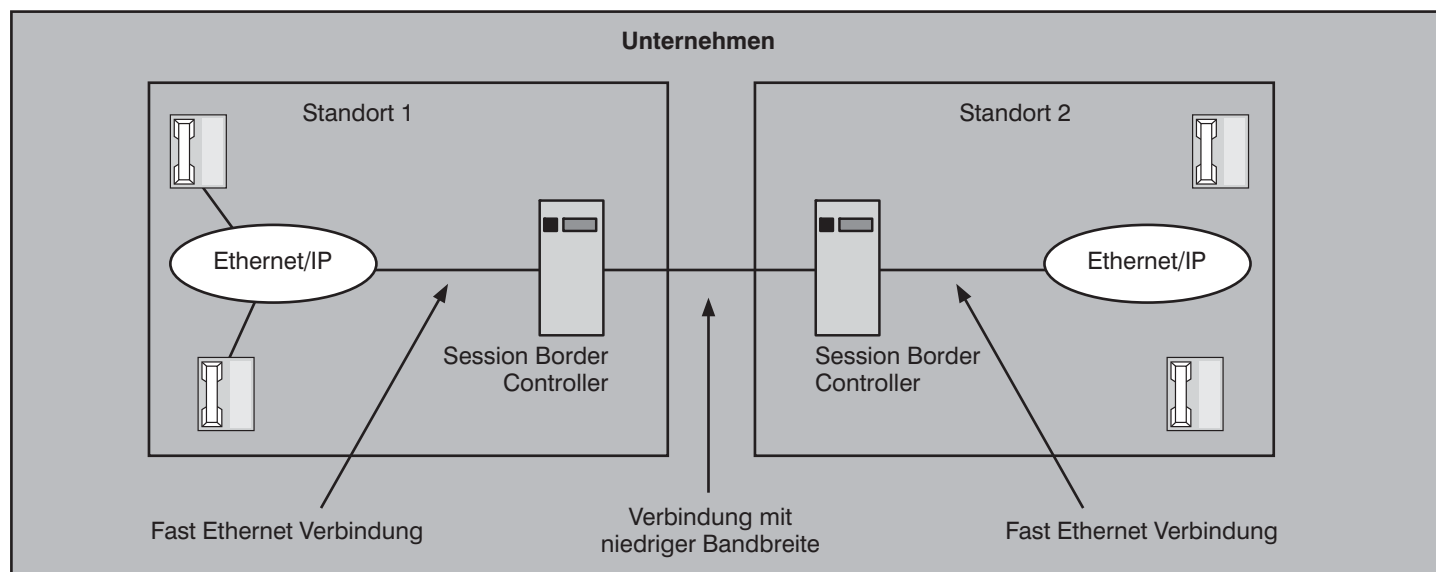 Unternehmen
Standort 1
Standort 2
Ethernet/IP
Ethernet/IP
Session Border
Controller
Session Border
Controller
Fast Ethernet Verbindung
Verbindung mit
niedriger Bandbreite
Fast Ethernet Verbindung